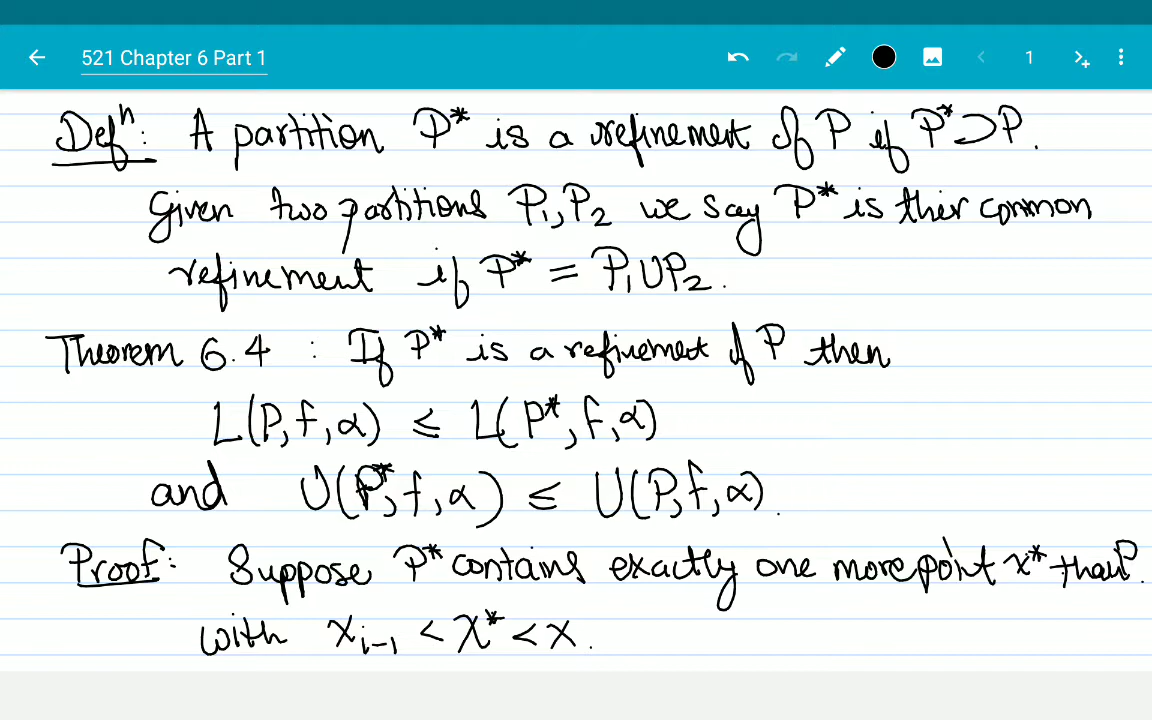 521 Chapter 6 Part 1
1
Defⁿ: A partition P* is a refinement of P if P* ⊃ P.
Given two partitions P₁, P₂ we say P* is their common
refinement if P* = P₁ ∪ P₂.
Theorem 6.4 : If P* is a refinement of P then
L(P, f, α) ≤ L(P*, f, α)
and U(P*, f, α) ≤ U(P, f, α).
Proof: Suppose P* contains exactly one more point x* than P.
with xᵢ₋₁ < x* < x.